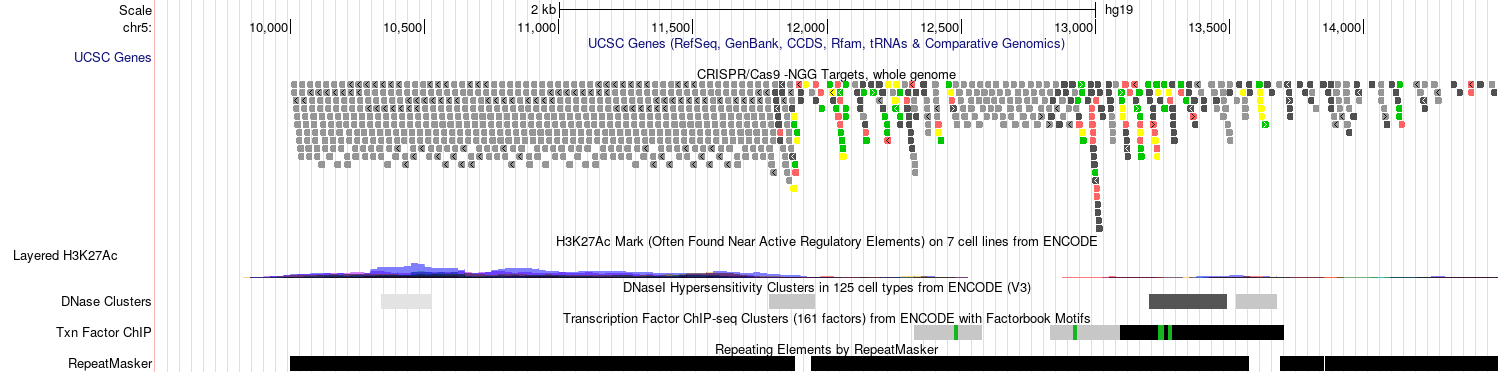 Scale 2 kb hg19
chr5: 10,000 10,500 11,000 11,500 12,000 12,500 13,000 13,500 14,000
UCSC Genes (RefSeq, GenBank, CCDS, Rfam, tRNAs & Comparative Genomics)
UCSC Genes
CRISPR/Cas9 -NGG Targets, whole genome
H3K27Ac Mark (Often Found Near Active Regulatory Elements) on 7 cell lines from ENCODE
Layered H3K27Ac
DNaseI Hypersensitivity Clusters in 125 cell types from ENCODE (V3)
DNase Clusters
Transcription Factor ChIP-seq Clusters (161 factors) from ENCODE with Factorbook Motifs
Txn Factor ChIP
Repeating Elements by RepeatMasker
RepeatMasker